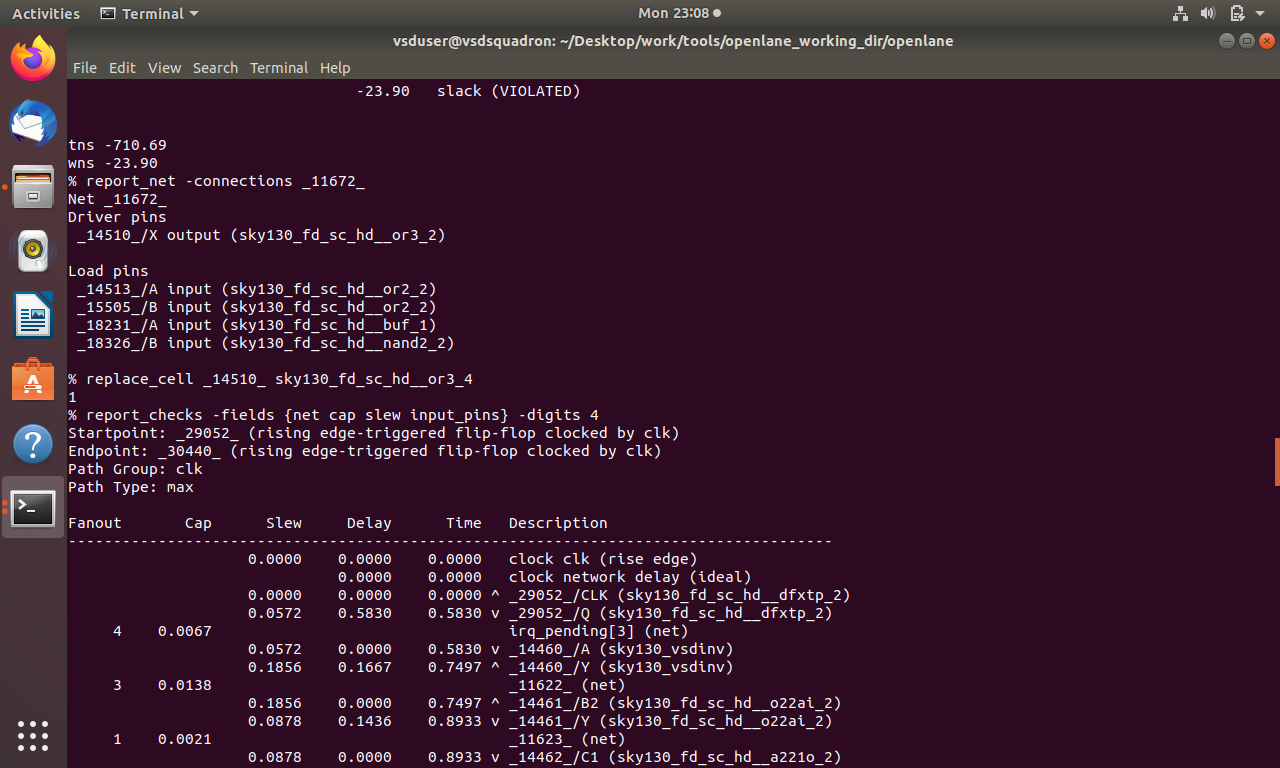 Activities Terminal Mon 23:08
vsduser@vsdsquadron: ~/Desktop/work/tools/openlane_working_dir/openlane
File Edit View Search Terminal Help
-23.90 slack (VIOLATED)
tns -710.69
wns -23.90
% report_net -connections _11672_
Net _11672_
Driver pins
_14510_/X output (sky130_fd_sc_hd__or3_2)
Load pins
_14513_/A input (sky130_fd_sc_hd__or2_2)
_15505_/B input (sky130_fd_sc_hd__or2_2)
_18231_/A input (sky130_fd_sc_hd__buf_1)
_18326_/B input (sky130_fd_sc_hd__nand2_2)
% replace_cell _14510_ sky130_fd_sc_hd__or3_4
1
% report_checks -fields {net cap slew input_pins} -digits 4
Startpoint: _29052_ (rising edge-triggered flip-flop clocked by clk)
Endpoint: _30440_ (rising edge-triggered flip-flop clocked by clk)
Path Group: clk
Path Type: max
Fanout Cap Slew Delay Time Description
-------------------------------------------------------------------------------------
0.0000 0.0000 0.0000 clock clk (rise edge)
0.0000 0.0000 clock network delay (ideal)
0.0000 0.0000 0.0000 ^ _29052_/CLK (sky130_fd_sc_hd__dfxtp_2)
0.0572 0.5830 0.5830 v _29052_/Q (sky130_fd_sc_hd__dfxtp_2)
4 0.0067 irq_pending[3] (net)
0.0572 0.0000 0.5830 v _14460_/A (sky130_vsdinv)
0.1856 0.1667 0.7497 ^ _14460_/Y (sky130_vsdinv)
3 0.0138 _11622_ (net)
0.1856 0.0000 0.7497 ^ _14461_/B2 (sky130_fd_sc_hd__o22ai_2)
0.0878 0.1436 0.8933 v _14461_/Y (sky130_fd_sc_hd__o22ai_2)
1 0.0021 _11623_ (net)
0.0878 0.0000 0.8933 v _14462_/C1 (sky130_fd_sc_hd__a221o_2)